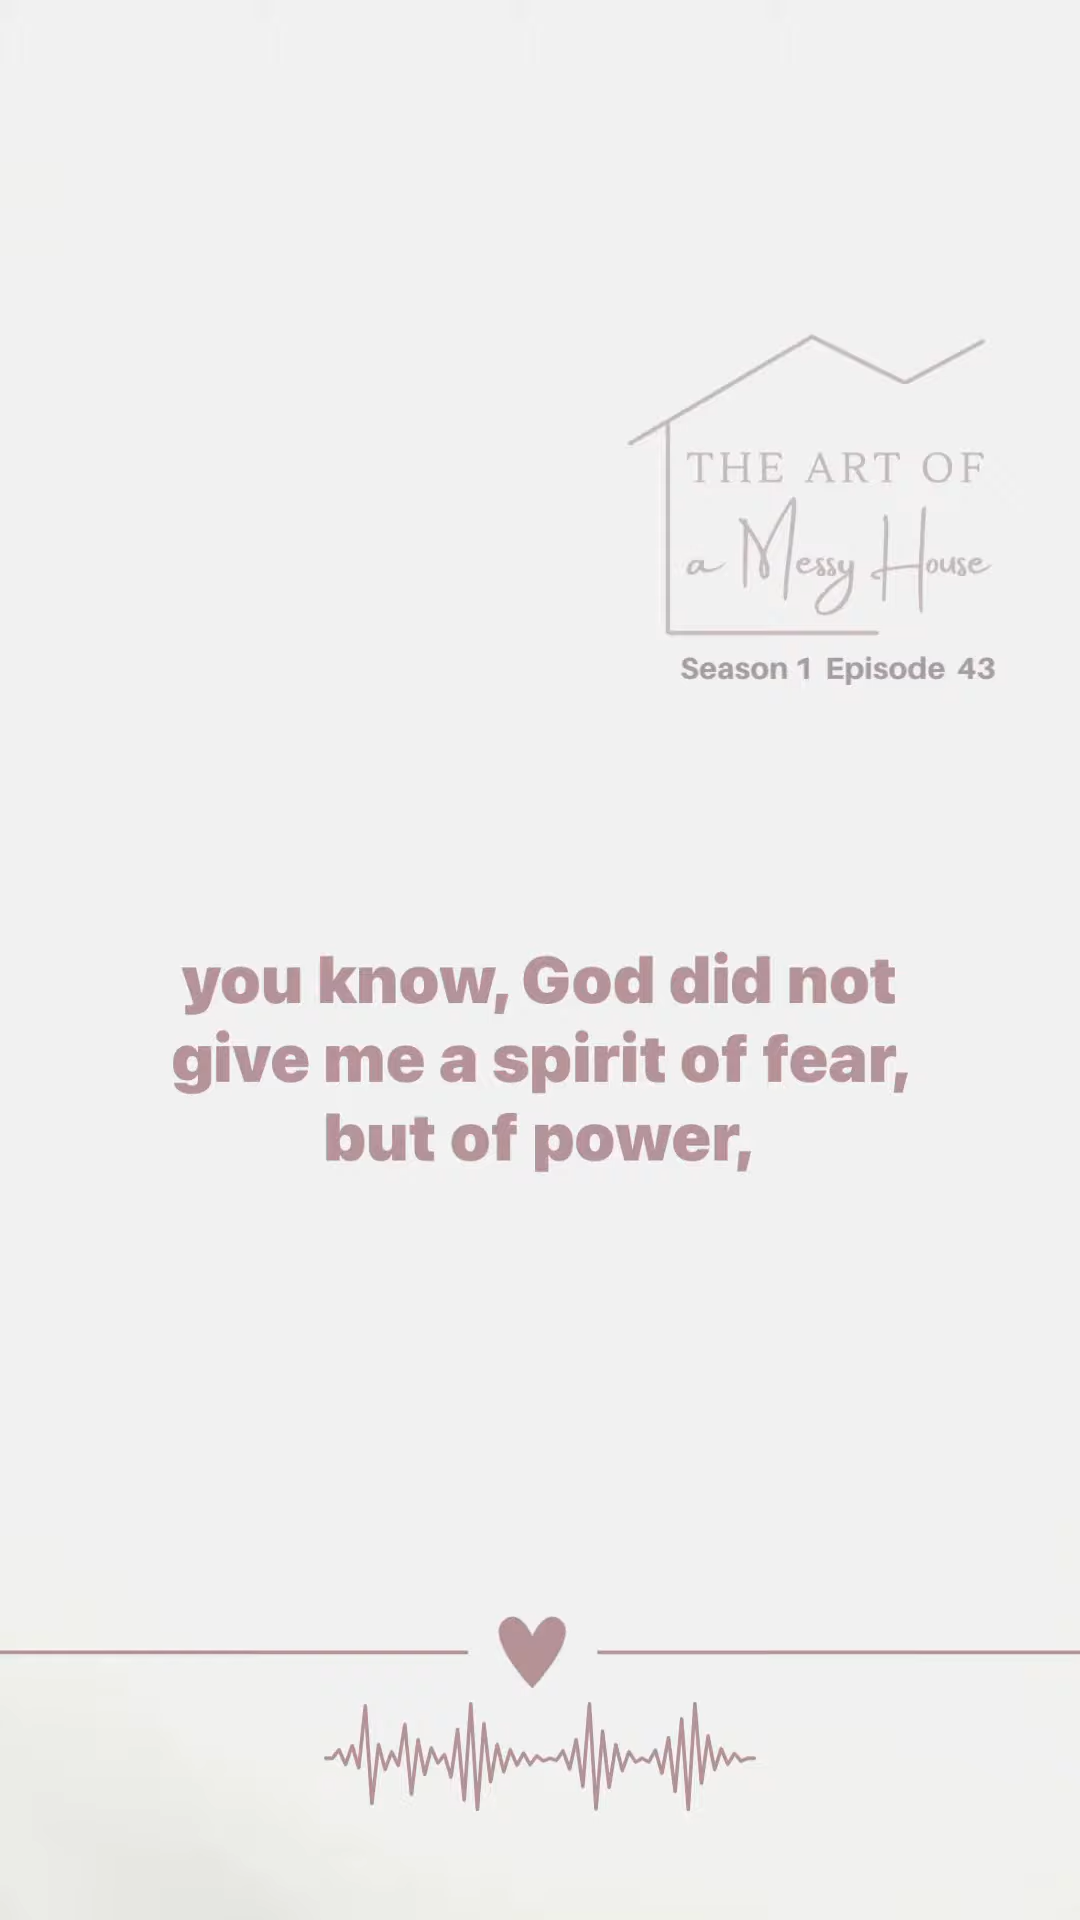 THE ART OF
a Messy House
Season 1 Episode 43
you know, God did not
give me a spirit of fear,
but of power,